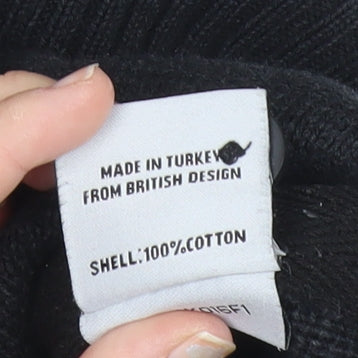 MADE IN TURKEY
FROM BRITISH DESIGN
SHELL:100%COTTON